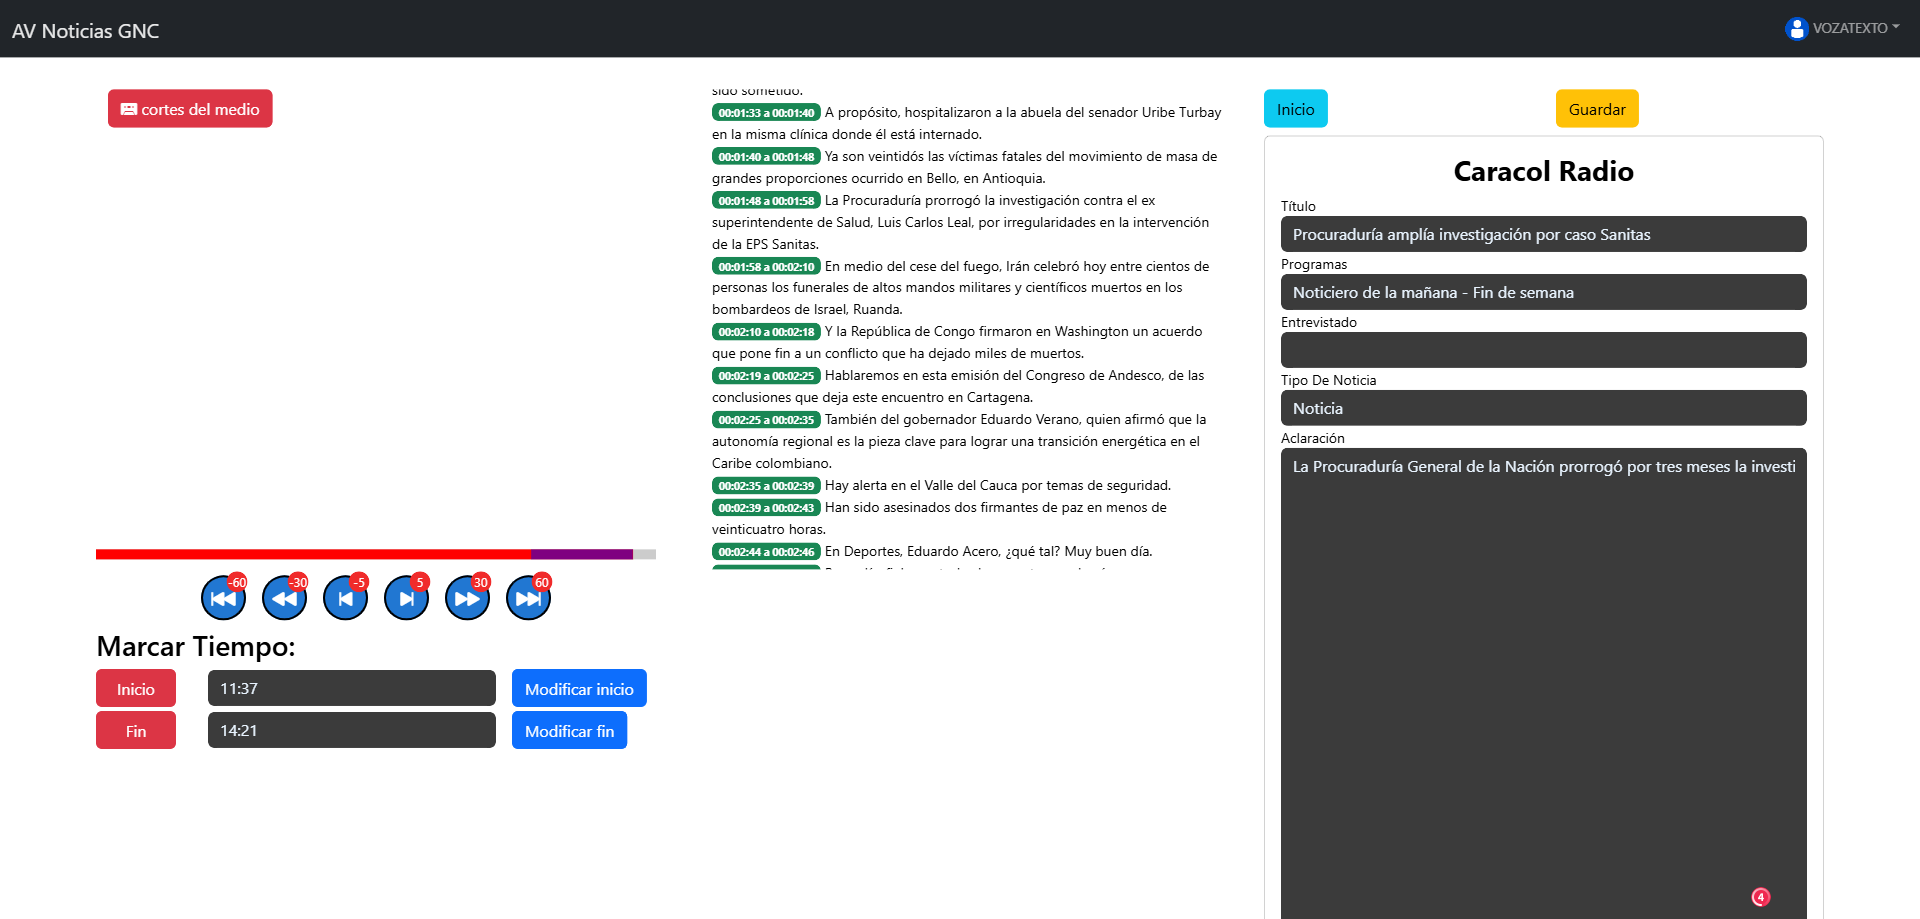 AV Noticias GNC
VOZATEXTO
cortes del medio
-60
-30
-5
5
30
60
Marcar Tiempo:
Inicio
11:37
Modificar inicio
Fin
14:21
Modificar fin
sido sometido.
00:01:33 a 00:01:40 A propósito, hospitalizaron a la abuela del senador Uribe Turbay
en la misma clínica donde él está internado.
00:01:40 a 00:01:48 Ya son veintidós las víctimas fatales del movimiento de masa de
grandes proporciones ocurrido en Bello, en Antioquia.
00:01:48 a 00:01:58 La Procuraduría prorrogó la investigación contra el ex
superintendente de Salud, Luis Carlos Leal, por irregularidades en la intervención
de la EPS Sanitas.
00:01:58 a 00:02:10 En medio del cese del fuego, Irán celebró hoy entre cientos de
personas los funerales de altos mandos militares y científicos muertos en los
bombardeos de Israel, Ruanda.
00:02:10 a 00:02:18 Y la República de Congo firmaron en Washington un acuerdo
que pone fin a un conflicto que ha dejado miles de muertos.
00:02:19 a 00:02:25 Hablaremos en esta emisión del Congreso de Andesco, de las
conclusiones que deja este encuentro en Cartagena.
00:02:25 a 00:02:35 También del gobernador Eduardo Verano, quien afirmó que la
autonomía regional es la pieza clave para lograr una transición energética en el
Caribe colombiano.
00:02:35 a 00:02:39 Hay alerta en el Valle del Cauca por temas de seguridad.
00:02:39 a 00:02:43 Han sido asesinados dos firmantes de paz en menos de
veinticuatro horas.
00:02:44 a 00:02:46 En Deportes, Eduardo Acero, ¿qué tal? Muy buen día.
Inicio
Guardar
Caracol Radio
Título
Procuraduría amplía investigación por caso Sanitas
Programas
Noticiero de la mañana - Fin de semana
Entrevistado
Tipo De Noticia
Noticia
Aclaración
La Procuraduría General de la Nación prorrogó por tres meses la investi
4